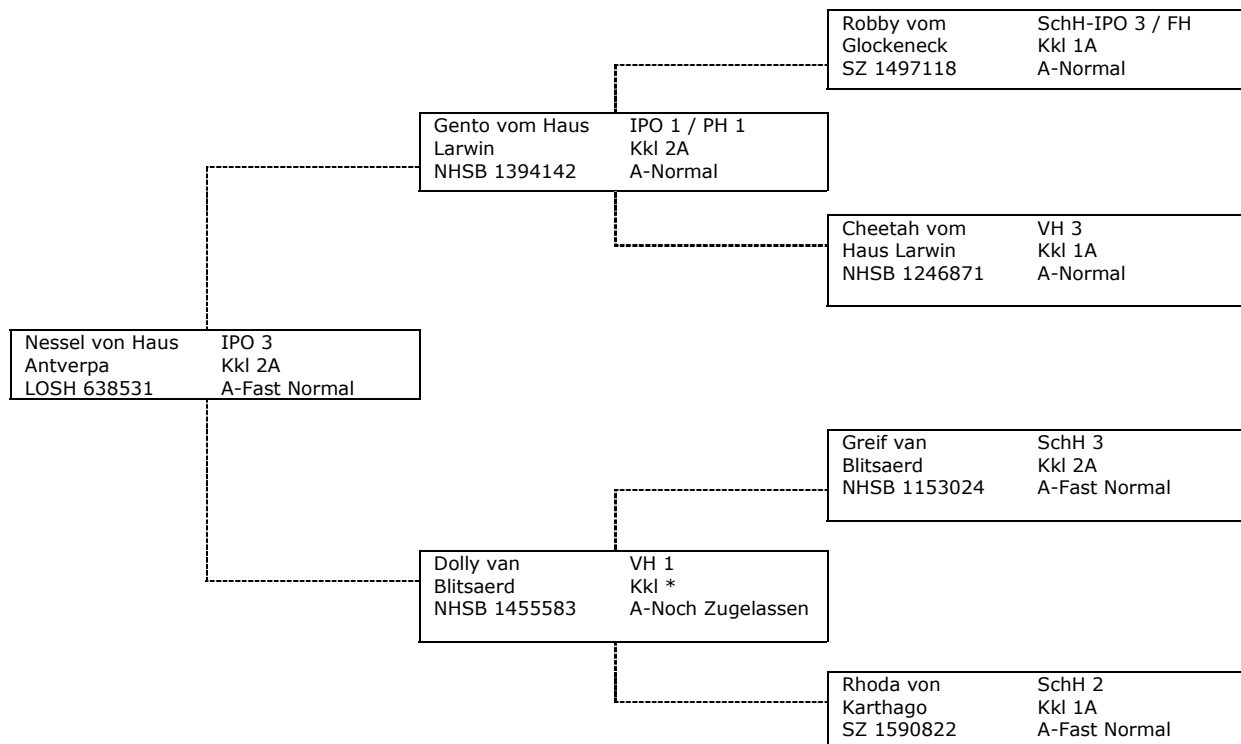 Robby vom SchH-IPO 3 / FH
Glockeneck Kkl 1A
SZ 1497118 A-Normal
Gento vom Haus IPO 1 / PH 1
Larwin Kkl 2A
NHSB 1394142 A-Normal
Cheetah vom VH 3
Haus Larwin Kkl 1A
NHSB 1246871 A-Normal
Nessel von Haus IPO 3
Antverpa Kkl 2A
LOSH 638531 A-Fast Normal
Greif van SchH 3
Blitsaerd Kkl 2A
NHSB 1153024 A-Fast Normal
Dolly van VH 1
Blitsaerd Kkl *
NHSB 1455583 A-Noch Zugelassen
Rhoda von SchH 2
Karthago Kkl 1A
SZ 1590822 A-Fast Normal